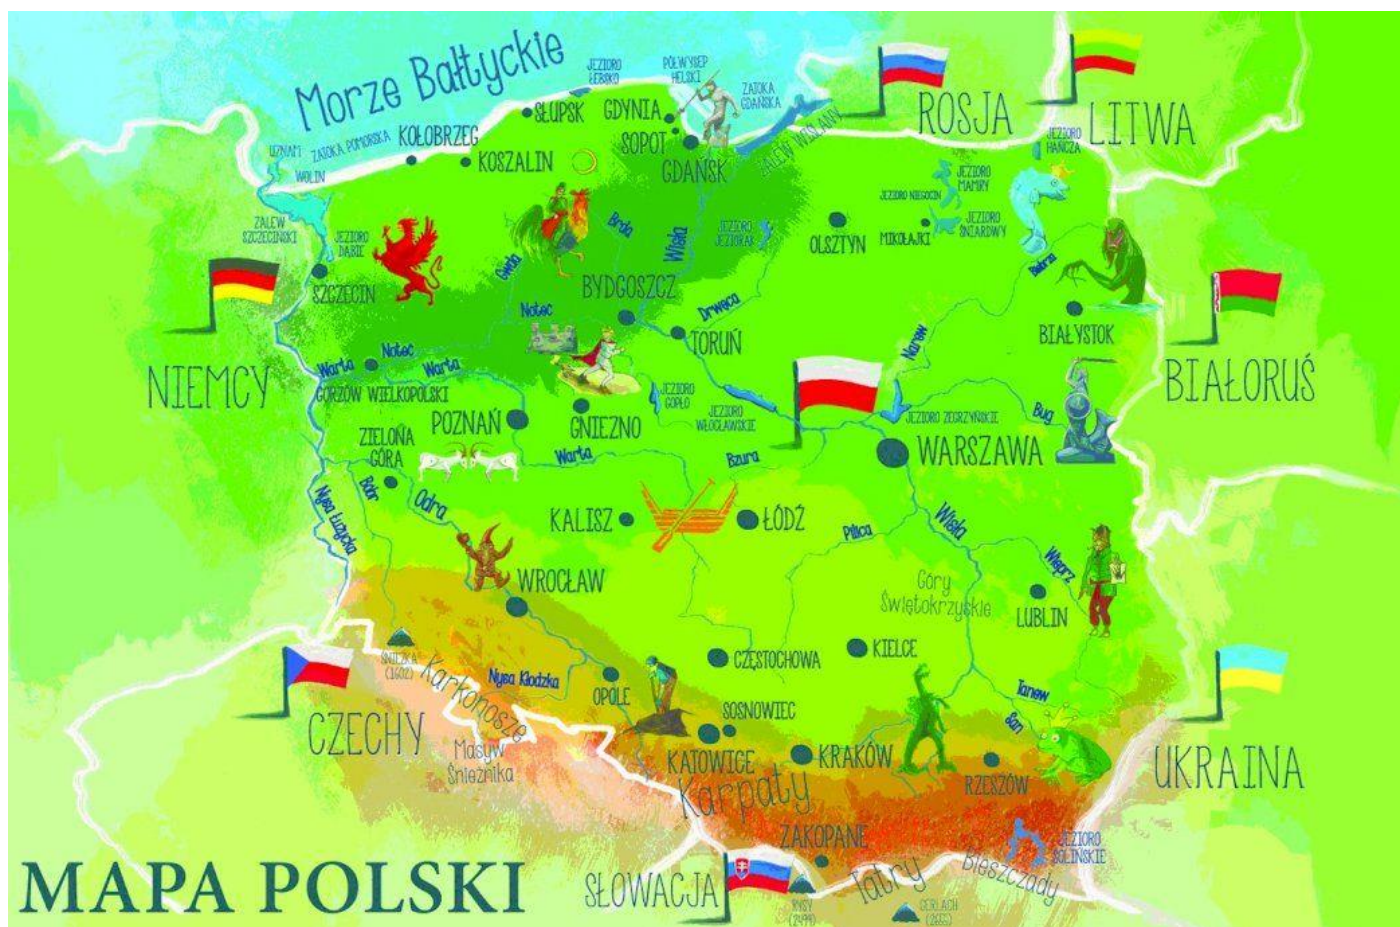 Morze Bałtyckie
JEZIORO
ŁEBSKO
PÓŁWYSEP
HELSKI
ZATOKA
GDAŃSKA
ROSJA
LITWA
SŁUPSK
GDYNIA
SOPOT
GDAŃSK
ZALEW WIŚLANY
UZNAM
ZATOKA POMORSKA
KOŁOBRZEG
WOLIN
KOSZALIN
JEZIORO
HAŃCZA
JEZIORO
MAMRY
JEZIORO NIEGOCIN
JEZIORO
ŚNIARDWY
MIKOŁAJKI
OLSZTYN
JEZIORO
JEZIORAK
ZALEW
SZCZECIŃSKI
JEZIORO
DĄBIE
SZCZECIN
Gwda
Brda
Wisła
Biebrza
BYDGOSZCZ
Noteć
Drwęca
TORUŃ
Narew
BIAŁYSTOK
BIAŁORUŚ
NIEMCY
Warta
Noteć
Warta
GORZÓW WIELKOPOLSKI
POZNAŃ
GNIEZNO
JEZIORO
GOPŁO
JEZIORO
WŁOCŁAWSKIE
JEZIORO ZEGRZYŃSKIE
Bug
WARSZAWA
ZIELONA
GÓRA
Warta
Bzura
Bóbr
Odra
Nysa Łużycka
KALISZ
ŁÓDŹ
Pilica
Wisła
Wieprz
WROCŁAW
Góry
Świętokrzyskie
LUBLIN
ŚNIEŻKA
(1602)
Karkonosze
Nysa Kłodzka
OPOLE
CZĘSTOCHOWA
KIELCE
Tanew
San
CZECHY
Masyw
Śnieżnika
SOSNOWIEC
KATOWICE
KRAKÓW
RZESZÓW
UKRAINA
Karpaty
ZAKOPANE
JEZIORO
SOLIŃSKIE
Bieszczady
Tatry
SŁOWACJA
RYSY
(2499)
GERLACH
(2655)
MAPA POLSKI